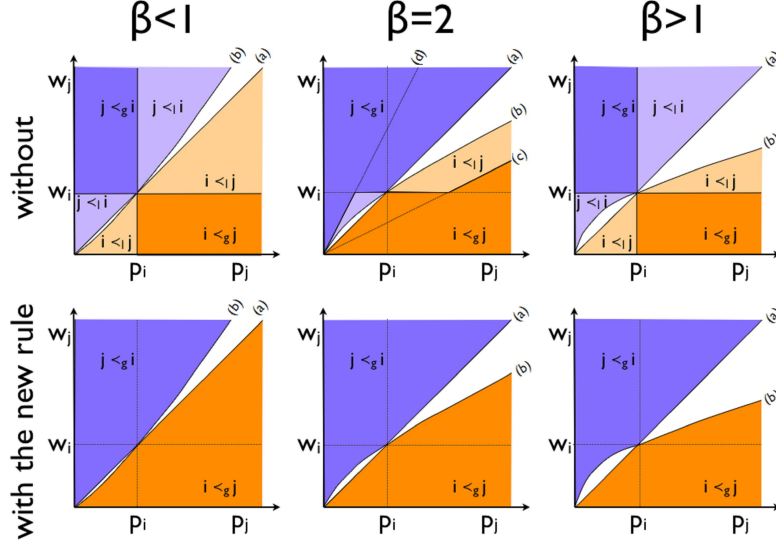 β<1 β=2 β>1
without
wj
wi
j ≺g i
j ≺l i
j ≺l i
i ≺l j
i ≺l j
i ≺g j
(b)
(a)
pi
pj
wj
wi
j ≺g i
i ≺l j
i ≺g j
(d)
(a)
(b)
(c)
pi
pj
wj
wi
j ≺g i
j ≺l i
j ≺l i
i ≺l j
i ≺l j
i ≺g j
(a)
(b)
pi
pj
with the new rule
wj
wi
j ≺g i
i ≺g j
(b)
(a)
pi
pj
wj
wi
j ≺g i
i ≺g j
(a)
(b)
pi
pj
wj
wi
j ≺g i
i ≺g j
(a)
(b)
pi
pj